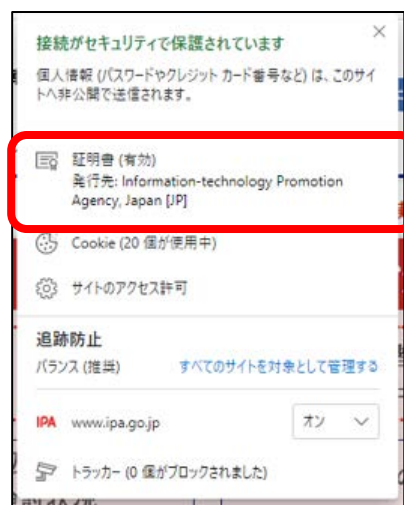 接続がセキュリティで保護されています
個人情報 (パスワードやクレジット カード番号など) は、このサイ
トへ非公開で送信されます。
証明書 (有効)
発行先: Information-technology Promotion
Agency, Japan [JP]
Cookie (20 個が使用中)
サイトのアクセス許可
追跡防止
バランス (推奨) すべてのサイトを対象として管理する
IPA www.ipa.go.jp オン
トラッカー (0 個がブロックされました)